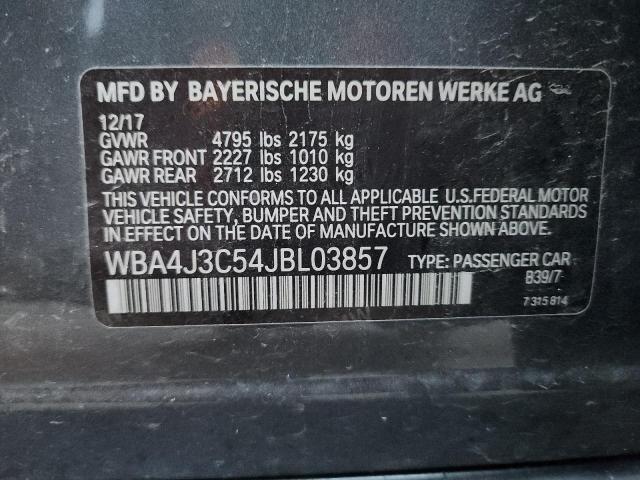 MFD BY BAYERISCHE MOTOREN WERKE AG
12/17
GVWR 4795 lbs 2175 kg
GAWR FRONT 2227 lbs 1010 kg
GAWR REAR 2712 lbs 1230 kg
THIS VEHICLE CONFORMS TO ALL APPLICABLE U.S.FEDERAL MOTOR
VEHICLE SAFETY, BUMPER AND THEFT PREVENTION STANDARDS
IN EFFECT ON THE DATE OF MANUFACTURE SHOWN ABOVE.
WBA4J3C54JBL03857 TYPE: PASSENGER CAR
B39/7
7 315 814